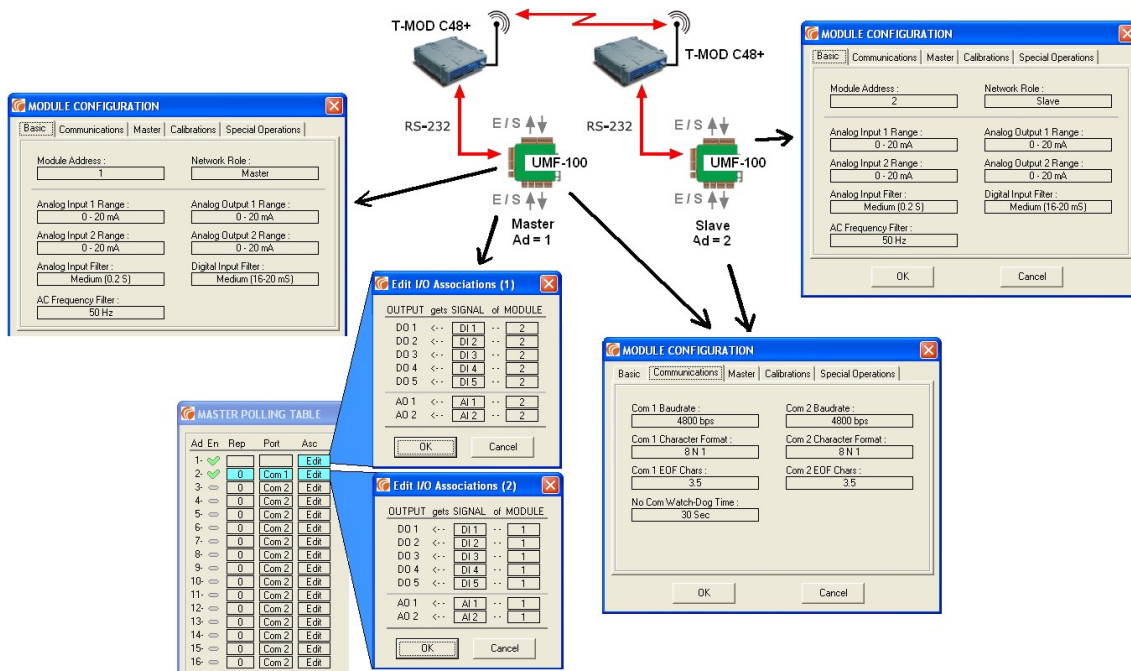 T-MOD C48+
T-MOD C48+
RS-232
E / S
UMF-100
E / S
Master
Ad = 1
RS-232
E / S
UMF-100
E / S
Slave
Ad = 2
MODULE CONFIGURATION
Basic Communications Master Calibrations Special Operations
Module Address : Network Role :
1 Master
Analog Input 1 Range : Analog Output 1 Range :
0 - 20 mA 0 - 20 mA
Analog Input 2 Range : Analog Output 2 Range :
0 - 20 mA 0 - 20 mA
Analog Input Filter : Digital Input Filter :
Medium (0.2 S) Medium (16-20 mS)
AC Frequency Filter :
50 Hz
MODULE CONFIGURATION
Basic Communications Master Calibrations Special Operations
Module Address : Network Role :
2 Slave
Analog Input 1 Range : Analog Output 1 Range :
0 - 20 mA 0 - 20 mA
Analog Input 2 Range : Analog Output 2 Range :
0 - 20 mA 0 - 20 mA
Analog Input Filter : Digital Input Filter :
Medium (0.2 S) Medium (16-20 mS)
AC Frequency Filter :
50 Hz
OK Cancel
Edit I/O Associations (1)
OUTPUT gets SIGNAL of MODULE
DO 1 <-- DI 1 -- 2
DO 2 <-- DI 2 -- 2
DO 3 <-- DI 3 -- 2
DO 4 <-- DI 4 -- 2
DO 5 <-- DI 5 -- 2
AO 1 <-- AI 1 -- 2
AO 2 <-- AI 2 -- 2
OK Cancel
MASTER POLLING TABLE
Ad En Rep Port Asc
1- Edit
2- 0 Com 1 Edit
3- 0 Com 2 Edit
4- 0 Com 2 Edit
5- 0 Com 2 Edit
6- 0 Com 2 Edit
7- 0 Com 2 Edit
8- 0 Com 2 Edit
9- 0 Com 2 Edit
10- 0 Com 2 Edit
11- 0 Com 2 Edit
12- 0 Com 2 Edit
13- 0 Com 2 Edit
14- 0 Com 2 Edit
15- 0 Com 2 Edit
16- 0 Com 2 Edit
Edit I/O Associations (2)
OUTPUT gets SIGNAL of MODULE
DO 1 <-- DI 1 -- 1
DO 2 <-- DI 2 -- 1
DO 3 <-- DI 3 -- 1
DO 4 <-- DI 4 -- 1
DO 5 <-- DI 5 -- 1
AO 1 <-- AI 1 -- 1
AO 2 <-- AI 2 -- 1
OK Cancel
MODULE CONFIGURATION
Basic Communications Master Calibrations Special Operations
Com 1 Baudrate : Com 2 Baudrate :
4800 bps 4800 bps
Com 1 Character Format : Com 2 Character Format :
8 N 1 8 N 1
Com 1 EOF Chars : Com 2 EOF Chars :
3.5 3.5
No Com Watch-Dog Time :
30 Sec
OK Cancel